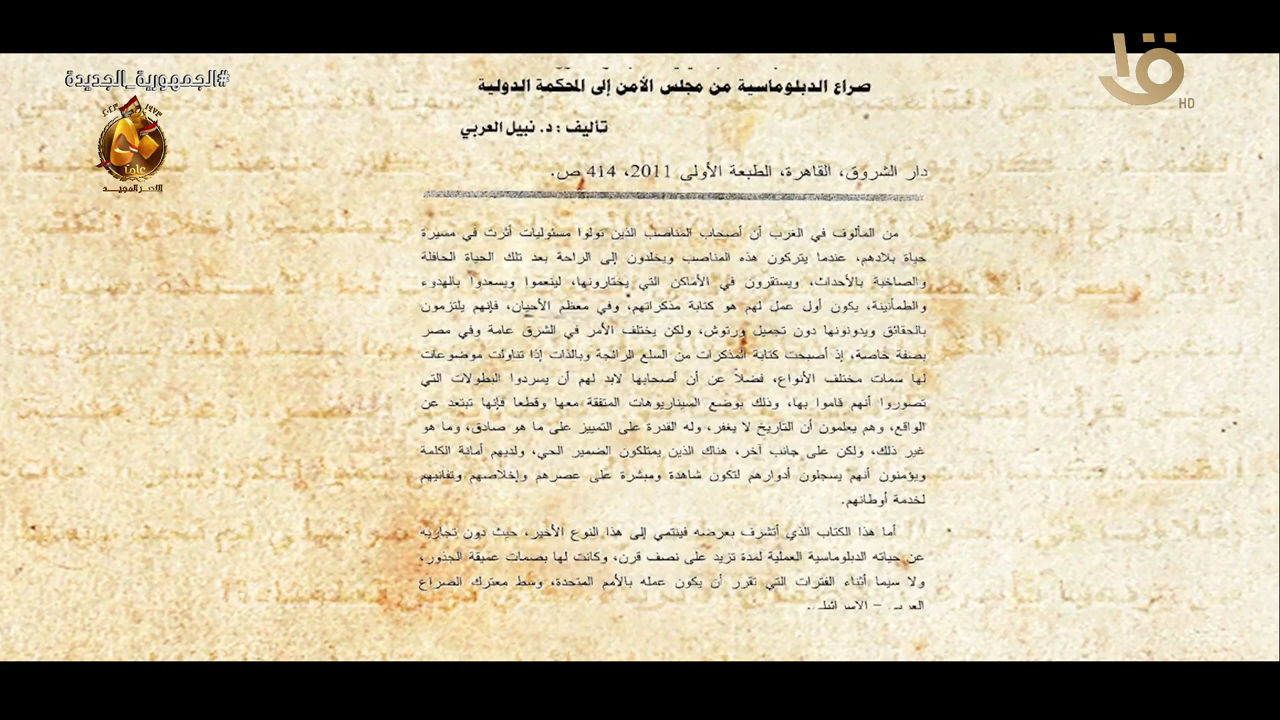 #الجمهورية_الجديدة
١٩٧٣
٢٠٢٣
٥٠
عامًا
النصر المجيد
HD
صراع الدبلوماسية من مجلس الأمن إلى المحكمة الدولية
تأليف : د. نبيل العربي
دار الشروق، القاهرة، الطبعة الأولى 2011، 414 ص.
من المألوف في الغرب أن أصحاب المناصب الذين تولوا مسئوليات أثرت في مسيرة
حياة بلادهم، عندما يتركون هذه المناصب ويخلدون إلى الراحة بعد تلك الحياة الحافلة
والصاخبة بالأحداث، ويستقرون في الأماكن التي يختارونها، لينعموا ويسعدوا بالهدوء
والطمأنينة، يكون أول عمل لهم هو كتابة مذكراتهم، وفي معظم الأحيان، فإنهم يلتزمون
بالحقائق ويدونونها دون تجميل ورتوش، ولكن يختلف الأمر في الشرق عامة وفي مصر
بصفة خاصة، إذ أصبحت كتابة المذكرات من السلع الرائجة وبالذات إذا تناولت موضوعات
لها سمات مختلف الأنواع، فضلاً عن أن أصحابها لابد لهم أن يسردوا البطولات التي
تصوروا أنهم قاموا بها، وذلك بوضع السيناريوهات المتفقة معها وقطعا فإنها تبتعد عن
الواقع، وهم يعلمون أن التاريخ لا يغفر، وله القدرة على التمييز على ما هو صادق، وما هو
غير ذلك، ولكن على جانب آخر، هناك الذين يمتلكون الضمير الحي، ولديهم أمانة الكلمة
ويؤمنون أنهم يسجلون أدوارهم لتكون شاهدة ومبشرة على عصرهم وإخلاصهم وتفانيهم
لخدمة أوطانهم.
أما هذا الكتاب الذي أتشرف بعرضه فينتمي إلى هذا النوع الأخير، حيث دون تجاربه
عن حياته الدبلوماسية العملية لمدة تزيد على نصف قرن، وكانت لها بصمات عميقة الجذور،
ولا سيما أثناء الفترات التي تقرر أن يكون عمله بالأمم المتحدة، وسط معترك الصراع
العربي – الإسرائيلي.